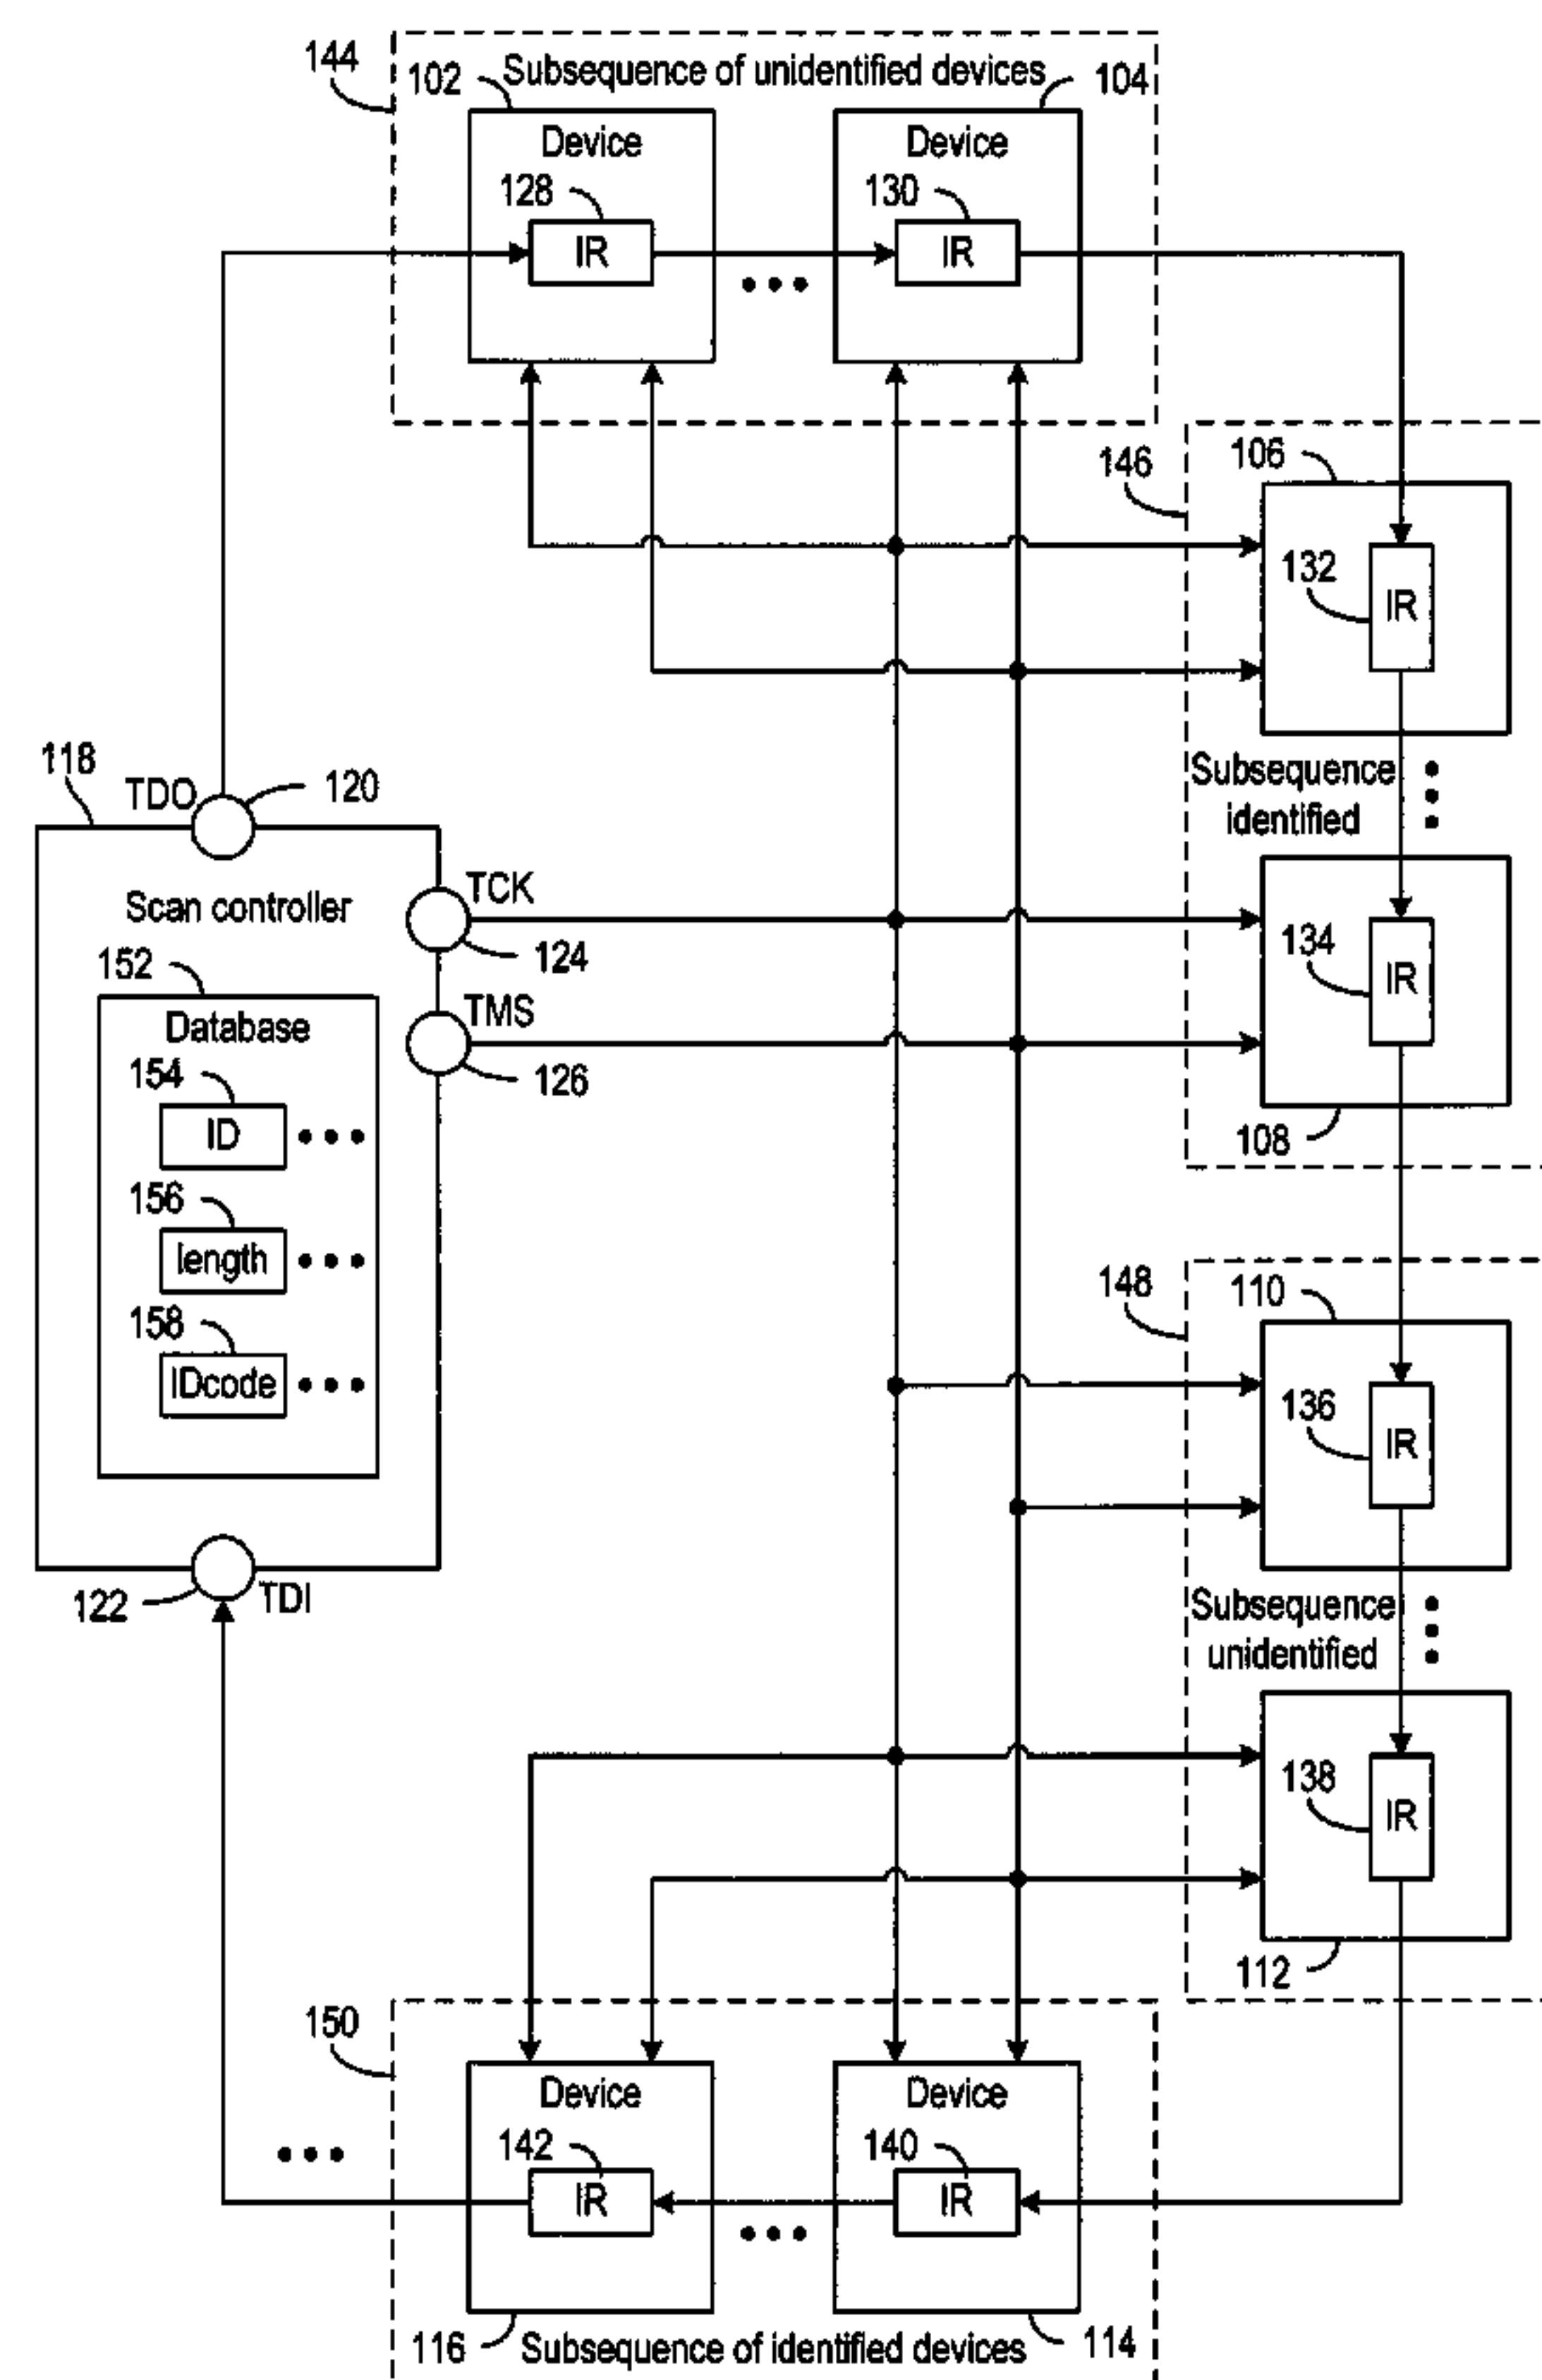 144
102
Subsequence of unidentified devices
104
Device
Device
128
130
IR
IR
146
106
132
IR
118
TDO
120
Subsequence
identified
Scan controller
TCK
124
134
IR
152
Database
TMS
126
154
ID
108
156
length
148
110
158
IDcode
136
IR
122
TDI
Subsequence
unidentified
138
IR
112
150
Device
Device
142
140
IR
IR
116
Subsequence of identified devices
114